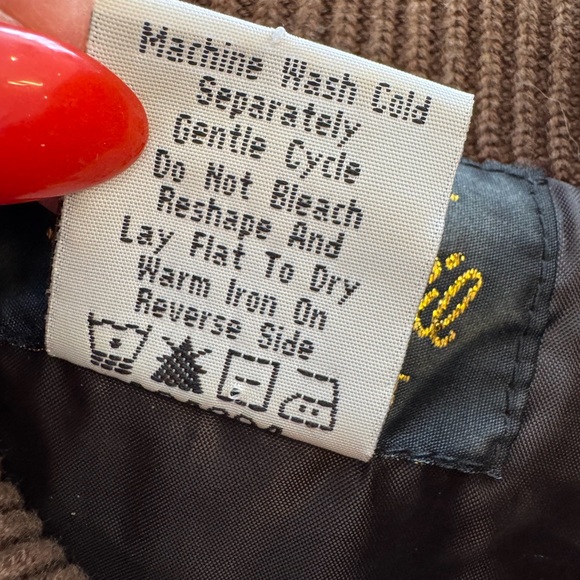 Machine Wash Cold
Separately
Gentle Cycle
Do Not Bleach
Reshape And
Lay Flat To Dry
Warm Iron On
Reverse Side